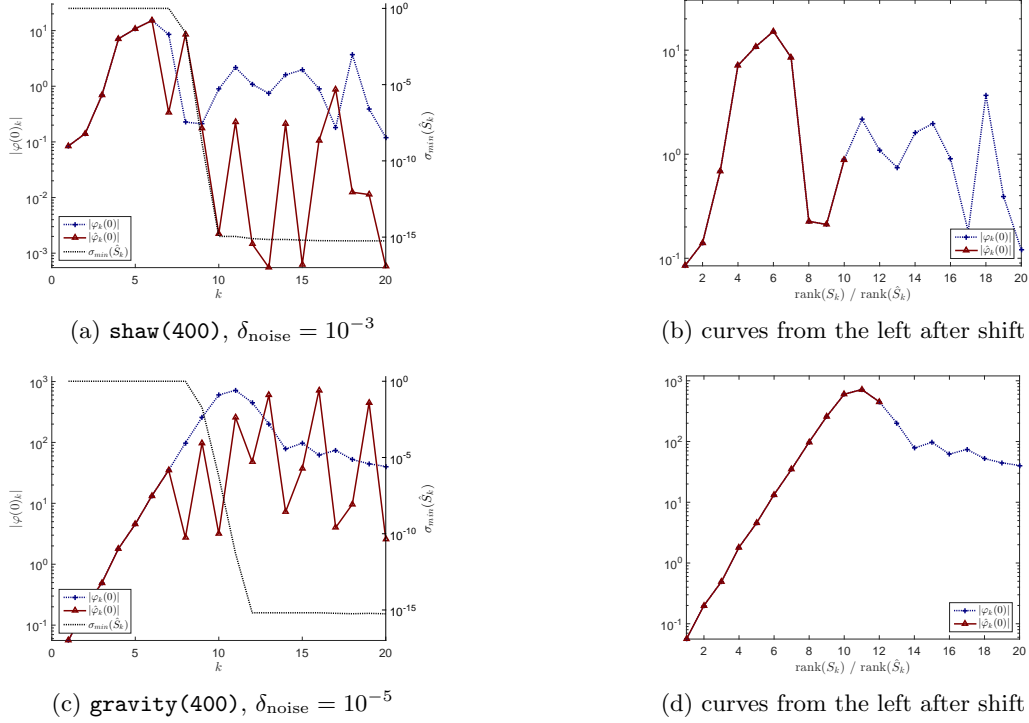 10^1
10^0
10^-1
10^-2
10^-3
|φ(0)_k|
10^0
10^-5
10^-10
10^-15
σ_min(Ŝ_k)
|φ_k(0)|
|φ̂_k(0)|
σ_min(Ŝ_k)
0 5 10 15 20
k
(a) shaw(400), δ_noise = 10^-3
10^1
10^0
10^-1
|φ_k(0)|
|φ̂_k(0)|
2 4 6 8 10 12 14 16 18 20
rank(S_k) / rank(Ŝ_k)
(b) curves from the left after shift
10^3
10^2
10^1
10^0
10^-1
|φ(0)_k|
10^0
10^-5
10^-10
10^-15
σ_min(Ŝ_k)
|φ_k(0)|
|φ̂_k(0)|
σ_min(Ŝ_k)
0 5 10 15 20
k
(c) gravity(400), δ_noise = 10^-5
10^3
10^2
10^1
10^0
10^-1
|φ_k(0)|
|φ̂_k(0)|
2 4 6 8 10 12 14 16 18 20
rank(S_k) / rank(Ŝ_k)
(d) curves from the left after shift